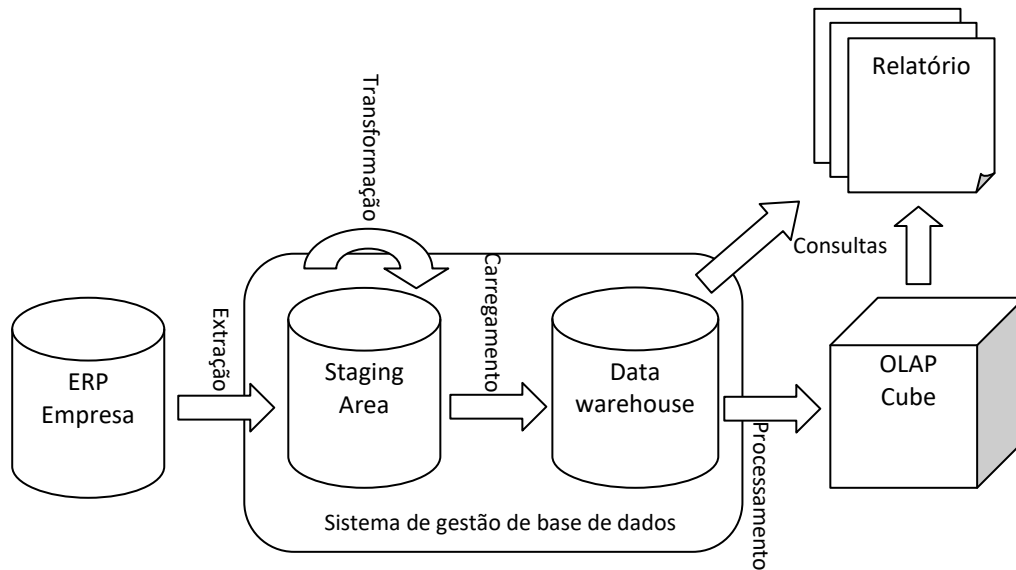 Relatório
Transformação
Consultas
Carregamento
Extração
ERP
Empresa
Staging
Area
Data
warehouse
OLAP
Cube
Processamento
Sistema de gestão de base de dados